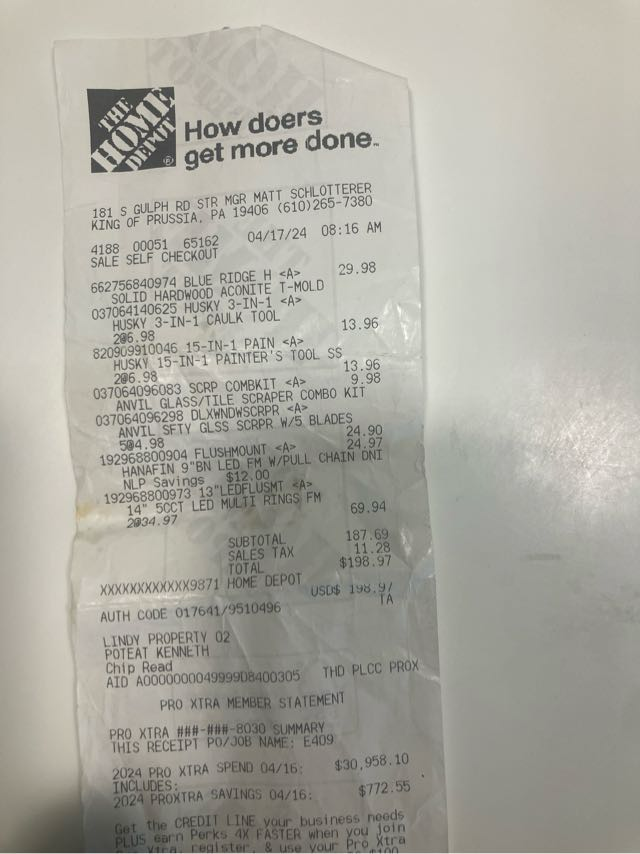 THE
HOME
DEPOT
®
How doers
get more done™
181 S GULPH RD STR MGR MATT SCHLOTTERER
KING OF PRUSSIA, PA 19406 (610)265-7380
4188 00051 65162 04/17/24 08:16 AM
SALE SELF CHECKOUT
662756840974 BLUE RIDGE H <A> 29.98
SOLID HARDWOOD ACONITE T-MOLD
037064140625 HUSKY 3-IN-1 <A>
HUSKY 3-IN-1 CAULK TOOL
2@6.98 13.96
820909910046 15-IN-1 PAIN <A>
HUSKY 15-IN-1 PAINTER'S TOOL SS
2@6.98 13.96
037064096083 SCRP COMBKIT <A> 9.98
ANVIL GLASS/TILE SCRAPER COMBO KIT
037064096298 DLXWNDWSCRPR <A>
ANVIL SFTY GLSS SCRPR W/5 BLADES
5@4.98 24.90
192968800904 FLUSHMOUNT <A> 24.97
HANAFIN 9"BN LED FM W/PULL CHAIN DNI
NLP Savings $12.00
192968800973 13"LEDFLUSMT <A>
14" 5CCT LED MULTI RINGS FM
2@34.97 69.94
SUBTOTAL 187.69
SALES TAX 11.28
TOTAL $198.97
XXXXXXXXXXXX9871 HOME DEPOT
USD$ 198.97
AUTH CODE 017641/9510496 TA
LINDY PROPERTY 02
POTEAT KENNETH
Chip Read
AID A0000000049999D8400305 THD PLCC PROX
PRO XTRA MEMBER STATEMENT
PRO XTRA ###-###-8030 SUMMARY
THIS RECEIPT PO/JOB NAME: E409
2024 PRO XTRA SPEND 04/16: $30,958.10
INCLUDES:
2024 PROXTRA SAVINGS 04/16: $772.55
Get the CREDIT LINE your business needs
PLUS earn Perks 4X FASTER when you join
Xtra, register, & use your Pro Xtra